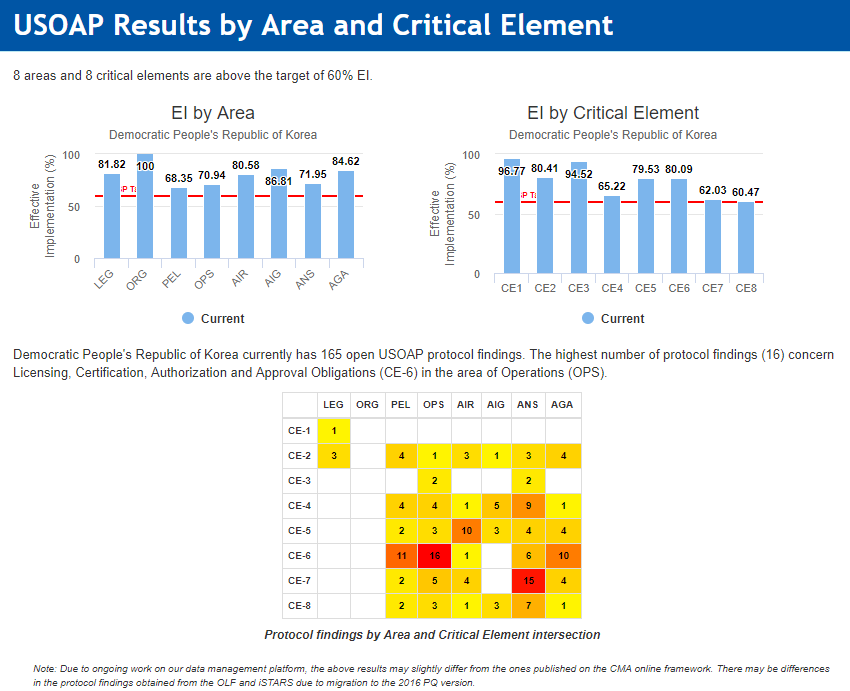 USOAP Results by Area and Critical Element
8 areas and 8 critical elements are above the target of 60% EI.
EI by Area
Democratic People's Republic of Korea
Effective
Implementation (%)
100
50
0
81.82 100 68.35 70.94 80.58 86.81 71.95 84.62
LEG ORG PEL OPS AIR AIG ANS AGA
Current
EI by Critical Element
Democratic People's Republic of Korea
Effective
Implementation (%)
100
50
0
96.77 80.41 94.52 65.22 79.53 80.09 62.03 60.47
CE1 CE2 CE3 CE4 CE5 CE6 CE7 CE8
Current
Democratic People's Republic of Korea currently has 165 open USOAP protocol findings. The highest number of protocol findings (16) concern
Licensing, Certification, Authorization and Approval Obligations (CE-6) in the area of Operations (OPS).
LEG ORG PEL OPS AIR AIG ANS AGA
CE-1 1
CE-2 3 4 1 3 1 3 4
CE-3 2 2
CE-4 4 4 1 5 9 1
CE-5 2 3 10 3 4 4
CE-6 11 16 1 6 10
CE-7 2 5 4 15 4
CE-8 2 3 1 3 7 1
Protocol findings by Area and Critical Element intersection
Note: Due to ongoing work on our data management platform, the above results may slightly differ from the ones published on the CMA online framework. There may be differences
in the protocol findings obtained from the OLF and iSTARS due to migration to the 2016 PQ version.